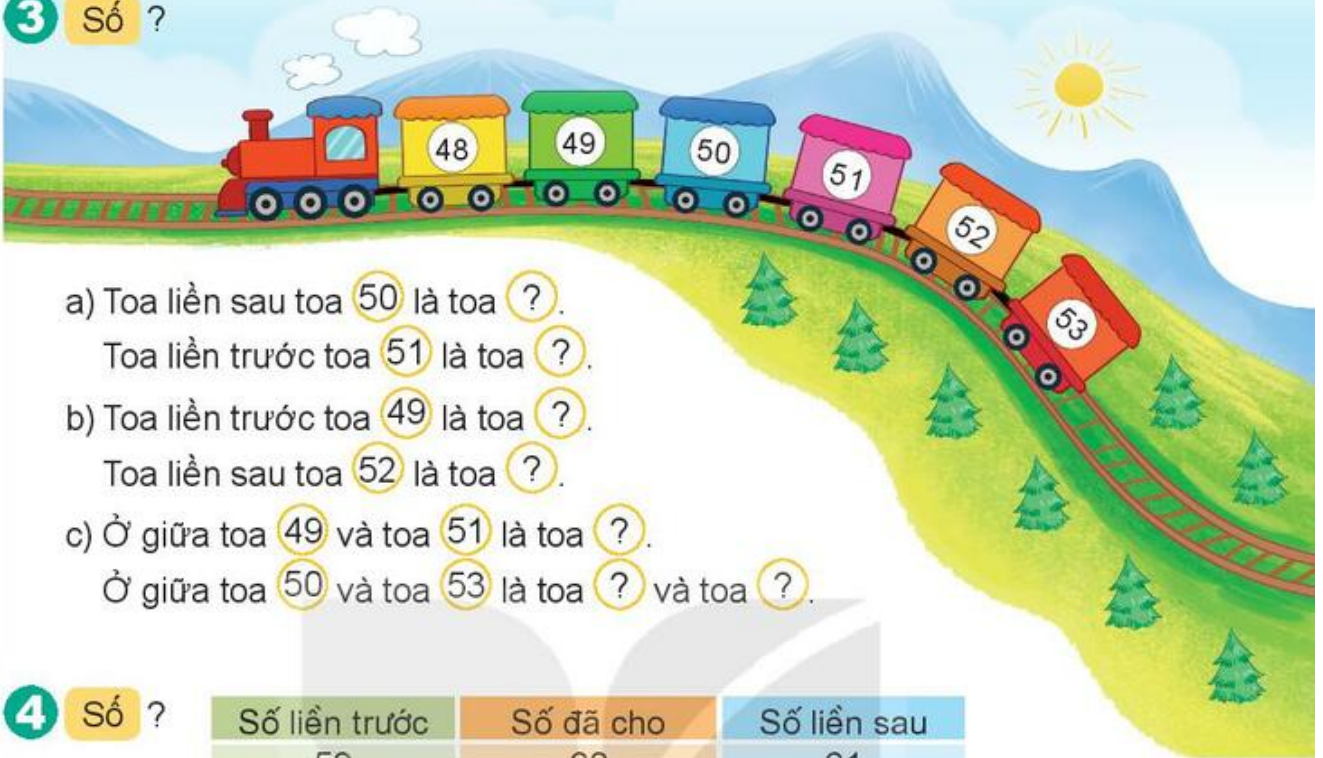 3 Số ?
48 49 50 51 52 53
a) Toa liền sau toa 50 là toa ?.
Toa liền trước toa 51 là toa ?.
b) Toa liền trước toa 49 là toa ?.
Toa liền sau toa 52 là toa ?.
c) Ở giữa toa 49 và toa 51 là toa ?.
Ở giữa toa 50 và toa 53 là toa ? và toa ?.
4 Số ?
Số liền trước Số đã cho Số liền sau